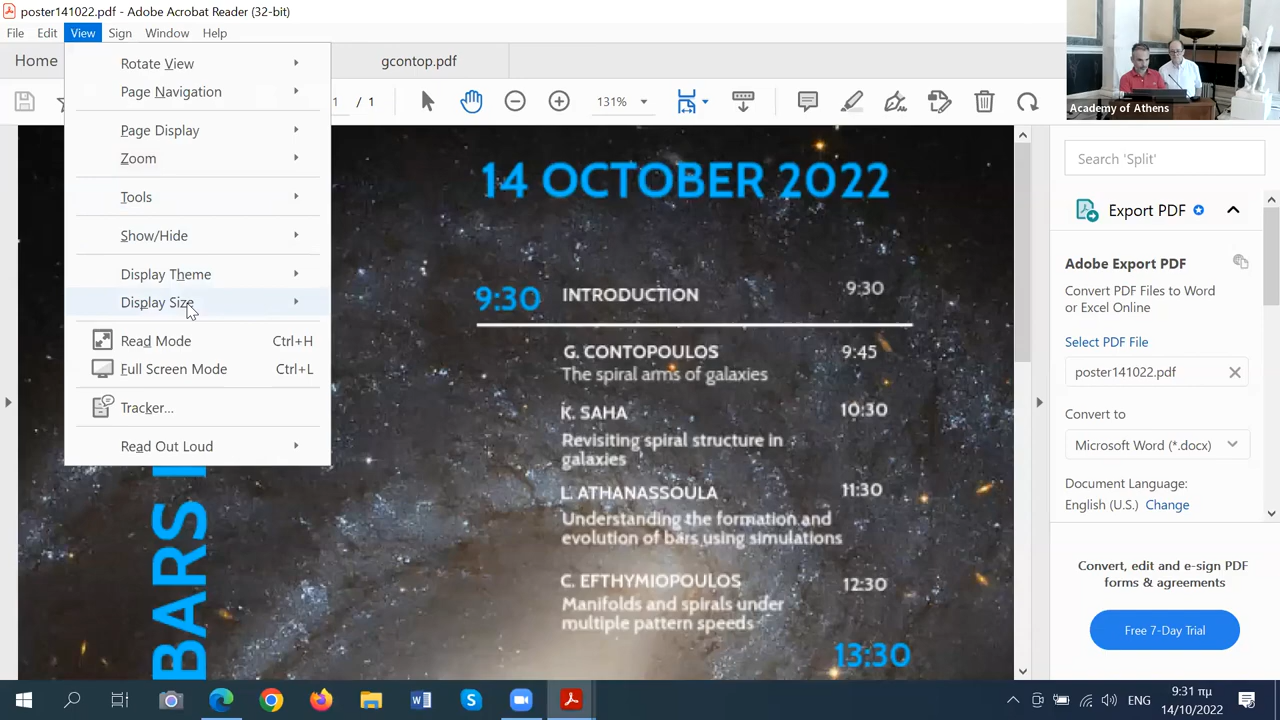 poster141022.pdf - Adobe Acrobat Reader (32-bit)
File Edit View Sign Window Help
Home gcontop.pdf
1 / 1 131%
Rotate View
Page Navigation
Page Display
Zoom
Tools
Show/Hide
Display Theme
Display Size
Read Mode Ctrl+H
Full Screen Mode Ctrl+L
Tracker...
Read Out Loud
BARS
14 OCTOBER 2022
9:30 INTRODUCTION 9:30
G. CONTOPOULOS 9:45
The spiral arms of galaxies
K. SAHA 10:30
Revisiting spiral structure in
galaxies
L. ATHANASSOULA 11:30
Understanding the formation and
evolution of bars using simulations
C. EFTHYMIOPOULOS 12:30
Manifolds and spirals under
multiple pattern speeds
13:30
Academy of Athens
Search 'Split'
Export PDF
Adobe Export PDF
Convert PDF Files to Word
or Excel Online
Select PDF File
poster141022.pdf
Convert to
Microsoft Word (*.docx)
Document Language:
English (U.S.) Change
Convert, edit and e-sign PDF
forms & agreements
Free 7-Day Trial
ΕΝG
9:31 πμ
14/10/2022